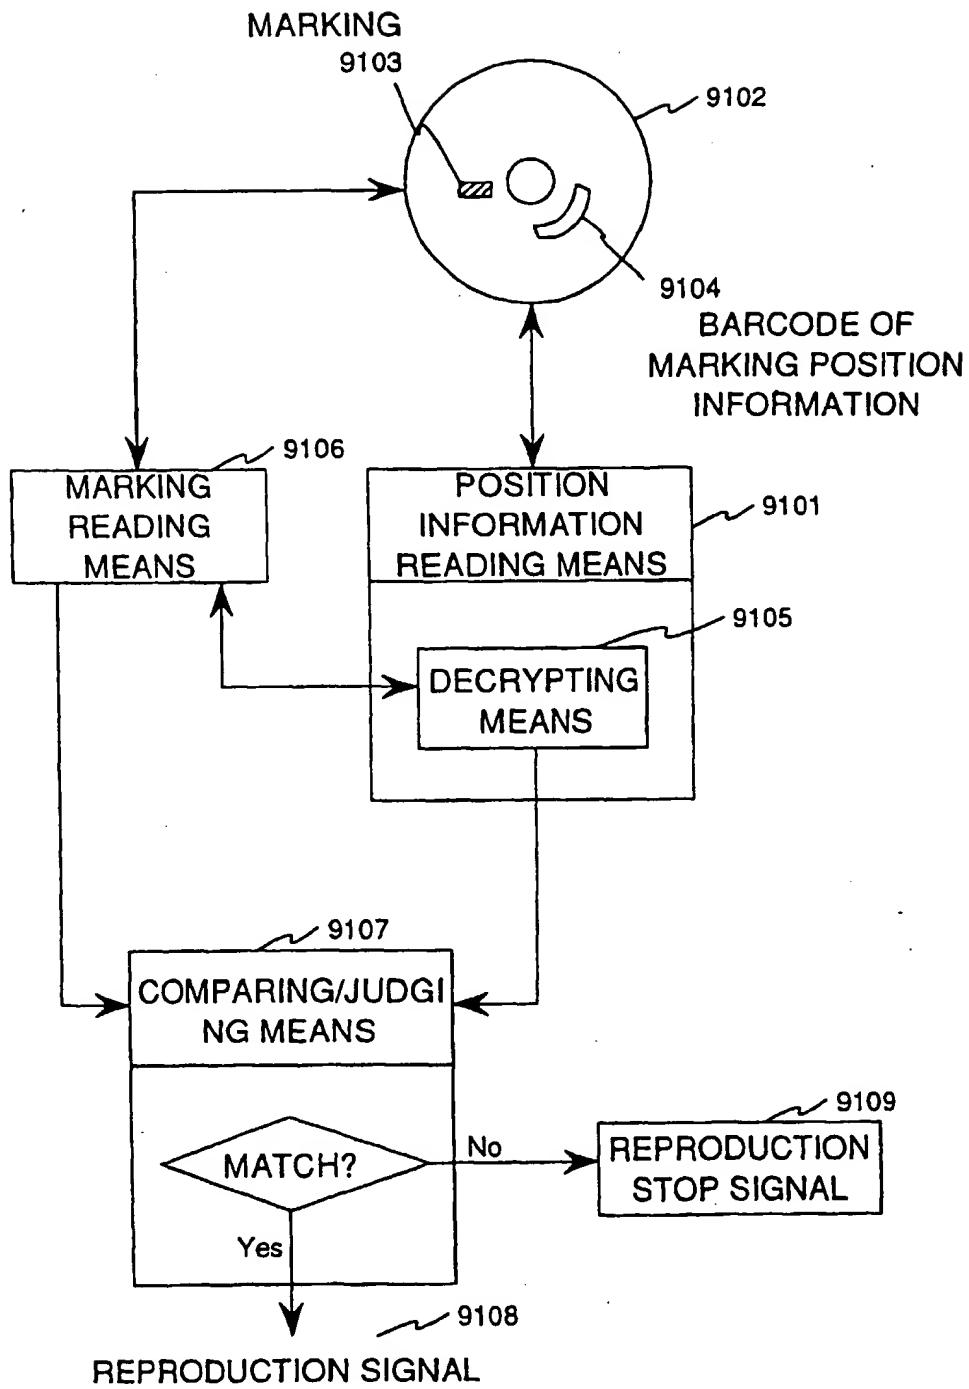 MARKING
9103
9102
9104
BARCODE OF
MARKING POSITION
INFORMATION
9106
MARKING
READING
MEANS
POSITION
INFORMATION
READING MEANS
9101
9105
DECRYPTING
MEANS
9107
COMPARING/JUDGI
NG MEANS
MATCH?
No
Yes
9109
REPRODUCTION
STOP SIGNAL
9108
REPRODUCTION SIGNAL